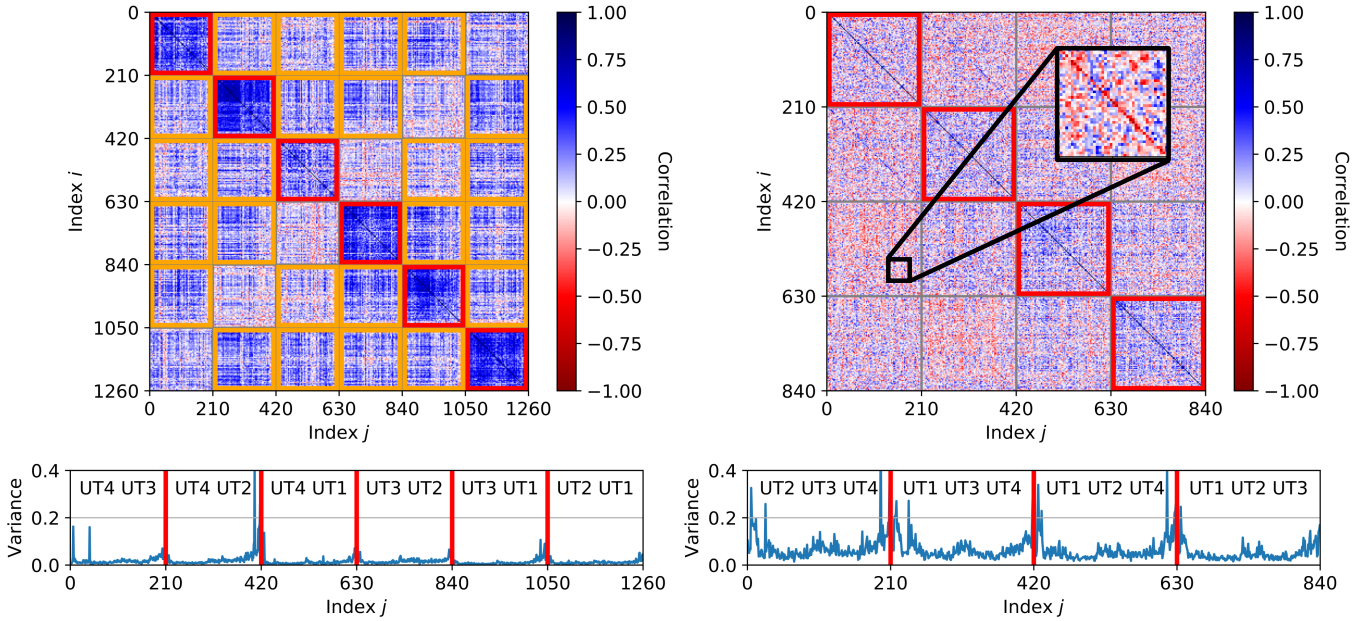 0
210
420
630
840
1050
1260
Index i
0 210 420 630 840 1050 1260
Index j
1.00
0.75
0.50
0.25
0.00
−0.25
−0.50
−0.75
−1.00
Correlation
0
210
420
630
840
Index i
0 210 420 630 840
Index j
1.00
0.75
0.50
0.25
0.00
−0.25
−0.50
−0.75
−1.00
Correlation
0.4
0.2
0.0
Variance
UT4 UT3 UT4 UT2 UT4 UT1 UT3 UT2 UT3 UT1 UT2 UT1
0 210 420 630 840 1050 1260
Index j
0.4
0.2
0.0
Variance
UT2 UT3 UT4 UT1 UT3 UT4 UT1 UT2 UT4 UT1 UT2 UT3
0 210 420 630 840
Index j